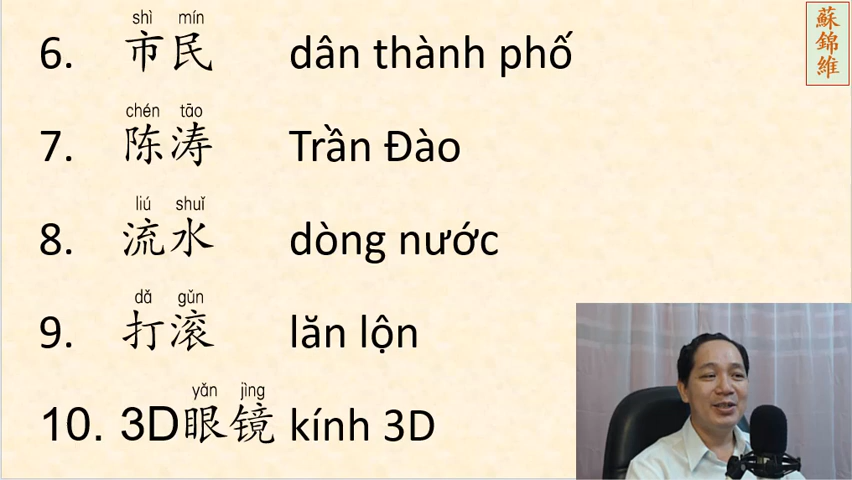 shì mín
6. 市民 dân thành phố
chén tāo
7. 陈涛 Trần Đào
liú shuǐ
8. 流水 dòng nước
dǎ gǔn
9. 打滚 lăn lộn
yǎn jìng
10. 3D眼镜 kính 3D
蘇錦維